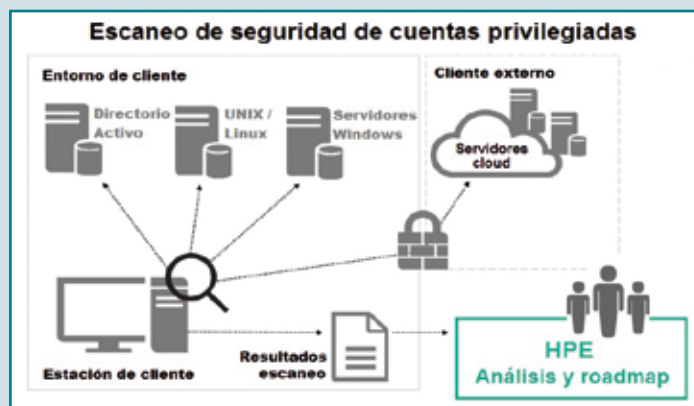 Escaneo de seguridad de cuentas privilegiadas
Entorno de cliente
Cliente externo
Directorio
Activo
UNIX /
Linux
Servidores
Windows
Servidores
cloud
Resultados
escaneo
Estación de cliente
HPE
Análisis y roadmap